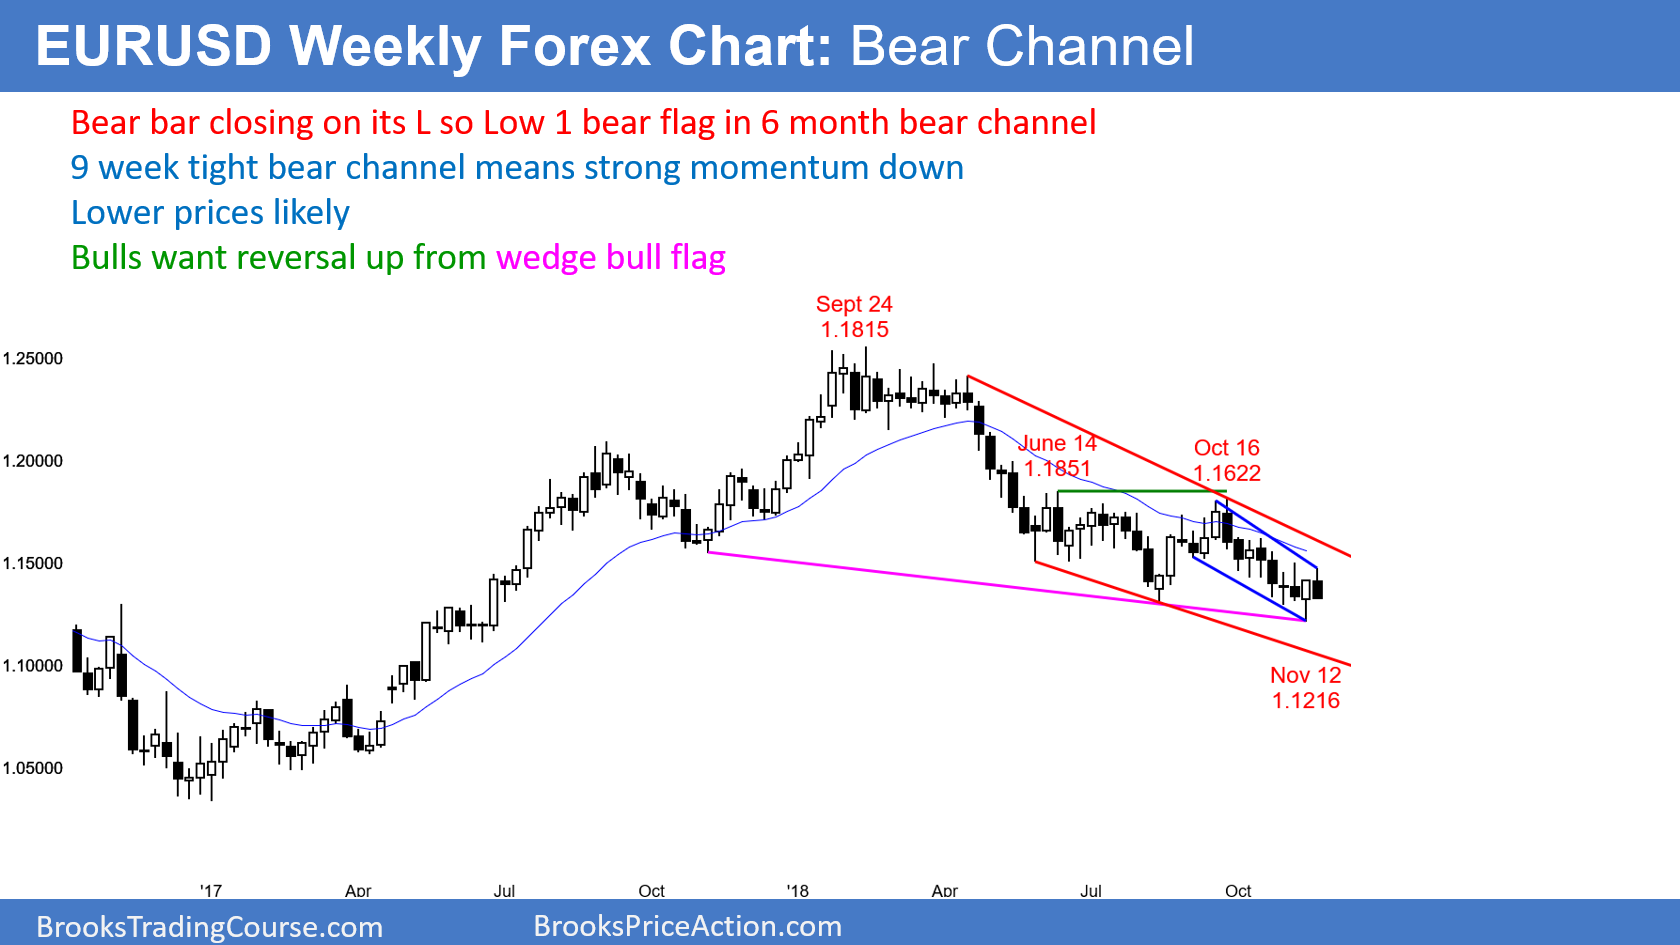 EURUSD Weekly Forex Chart: Bear Channel
Bear bar closing on its L so Low 1 bear flag in 6 month bear channel
9 week tight bear channel means strong momentum down
Lower prices likely
Bulls want reversal up from wedge bull flag
Sept 24
1.1815
1.25000
June 14
1.1851
Oct 16
1.1622
1.20000
1.15000
1.10000
Nov 12
1.1216
1.05000
'17 Apr Jul Oct '18 Apr Jul Oct
BrooksTradingCourse.com BrooksPriceAction.com